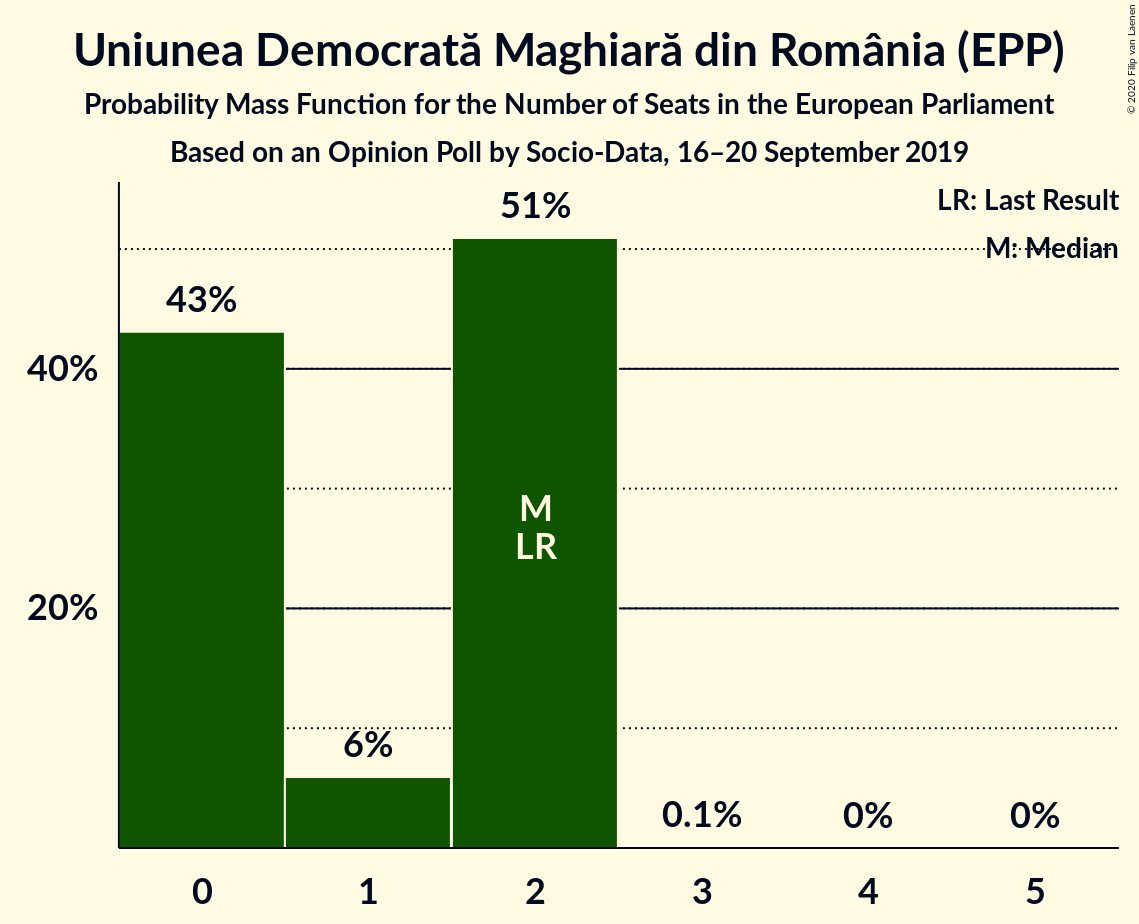 Uniunea Democrată Maghiară din România (EPP)
Probability Mass Function for the Number of Seats in the European Parliament
Based on an Opinion Poll by Socio-Data, 16–20 September 2019
© 2020 Filip van Laenen
LR: Last Result
M: Median
51%
43%
40%
M
LR
20%
6%
0.1%
0%
0%
0
1
2
3
4
5